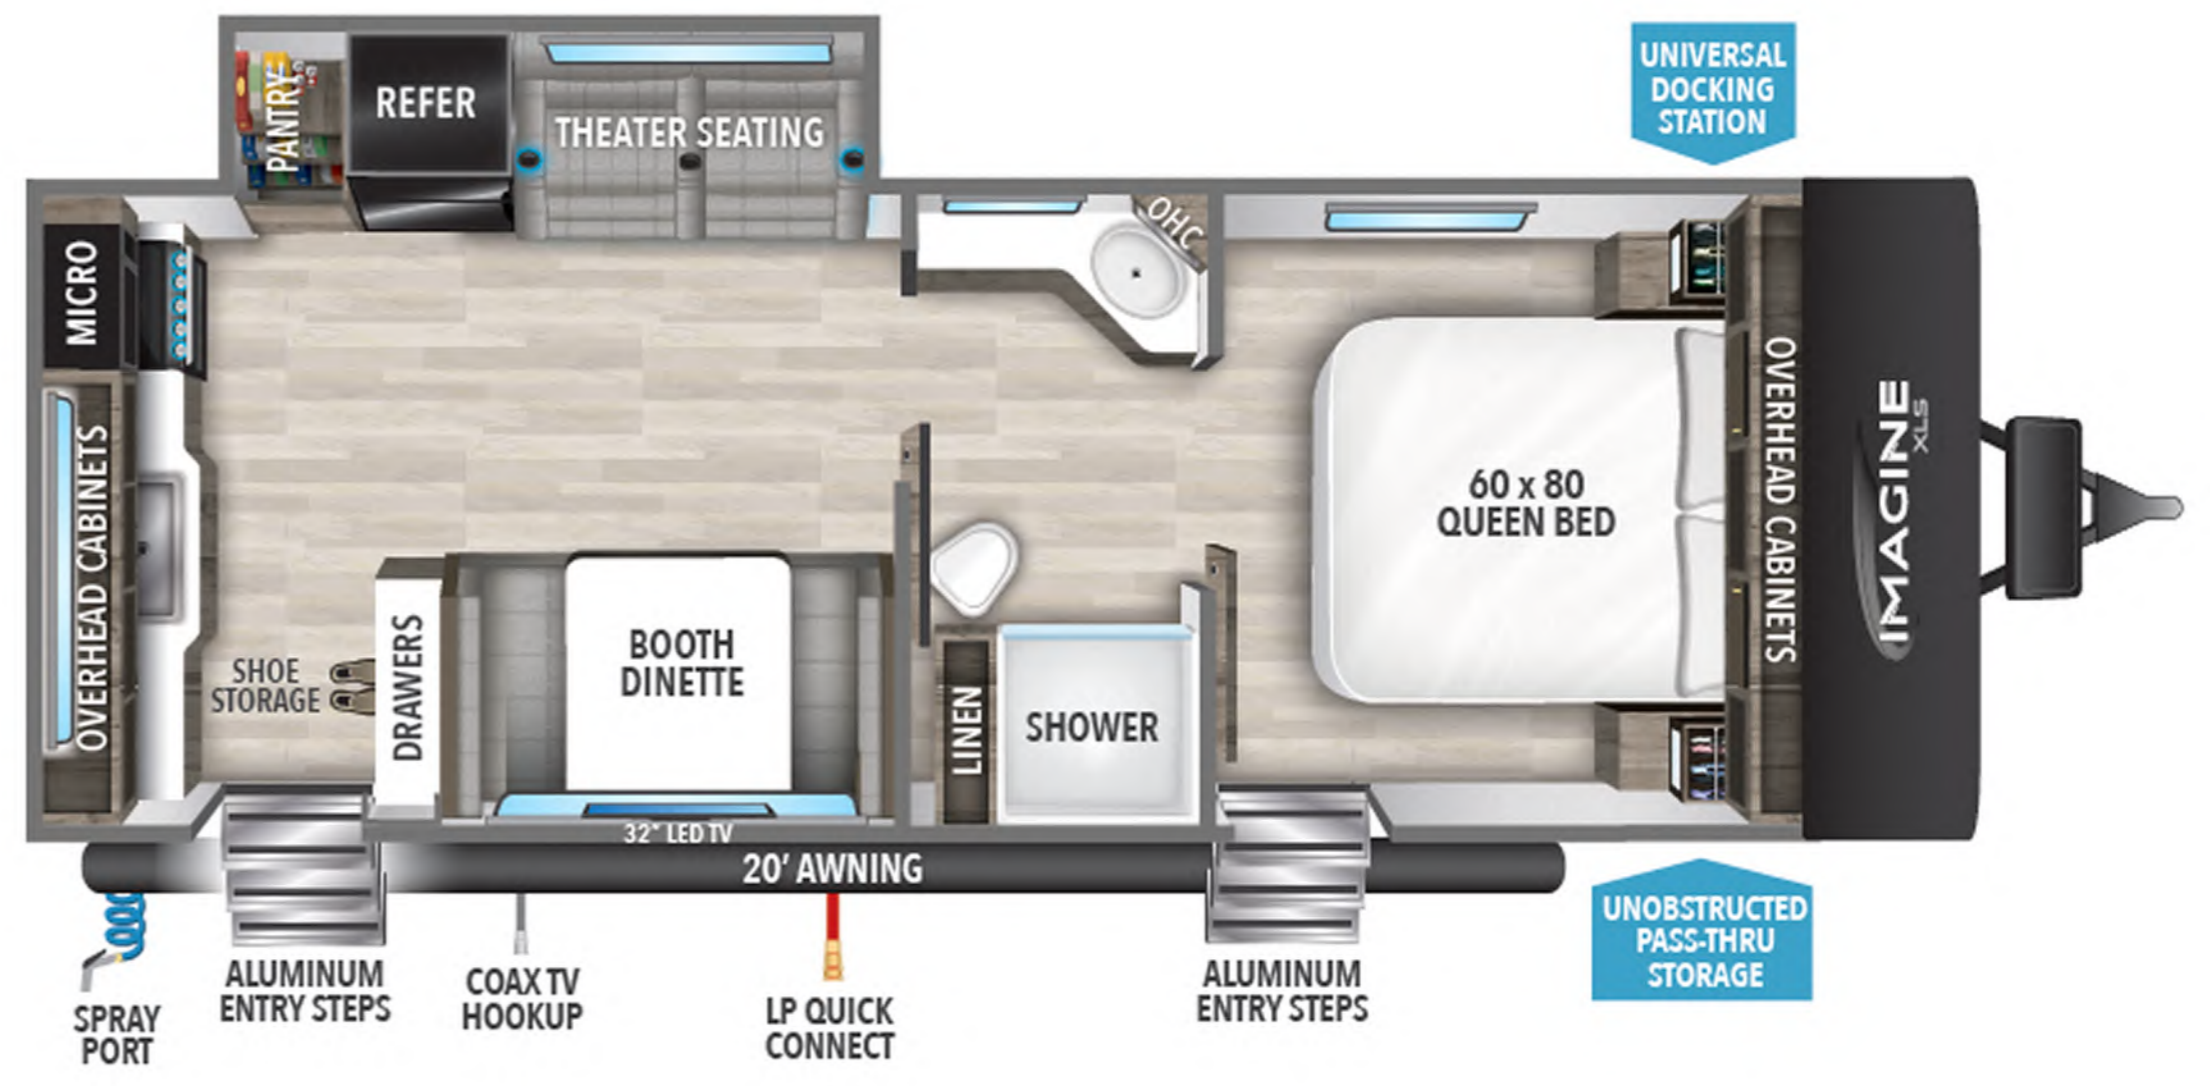 UNIVERSAL
DOCKING
STATION
PANTRY
REFER
THEATER SEATING
OHC
MICRO
OVERHEAD CABINETS
60 x 80
QUEEN BED
OVERHEAD CABINETS
IMAGINE
XLS
SHOE
STORAGE
DRAWERS
BOOTH
DINETTE
LINEN
SHOWER
32" LED TV
20' AWNING
SPRAY
PORT
ALUMINUM
ENTRY STEPS
COAX TV
HOOKUP
LP QUICK
CONNECT
ALUMINUM
ENTRY STEPS
UNOBSTRUCTED
PASS-THRU
STORAGE